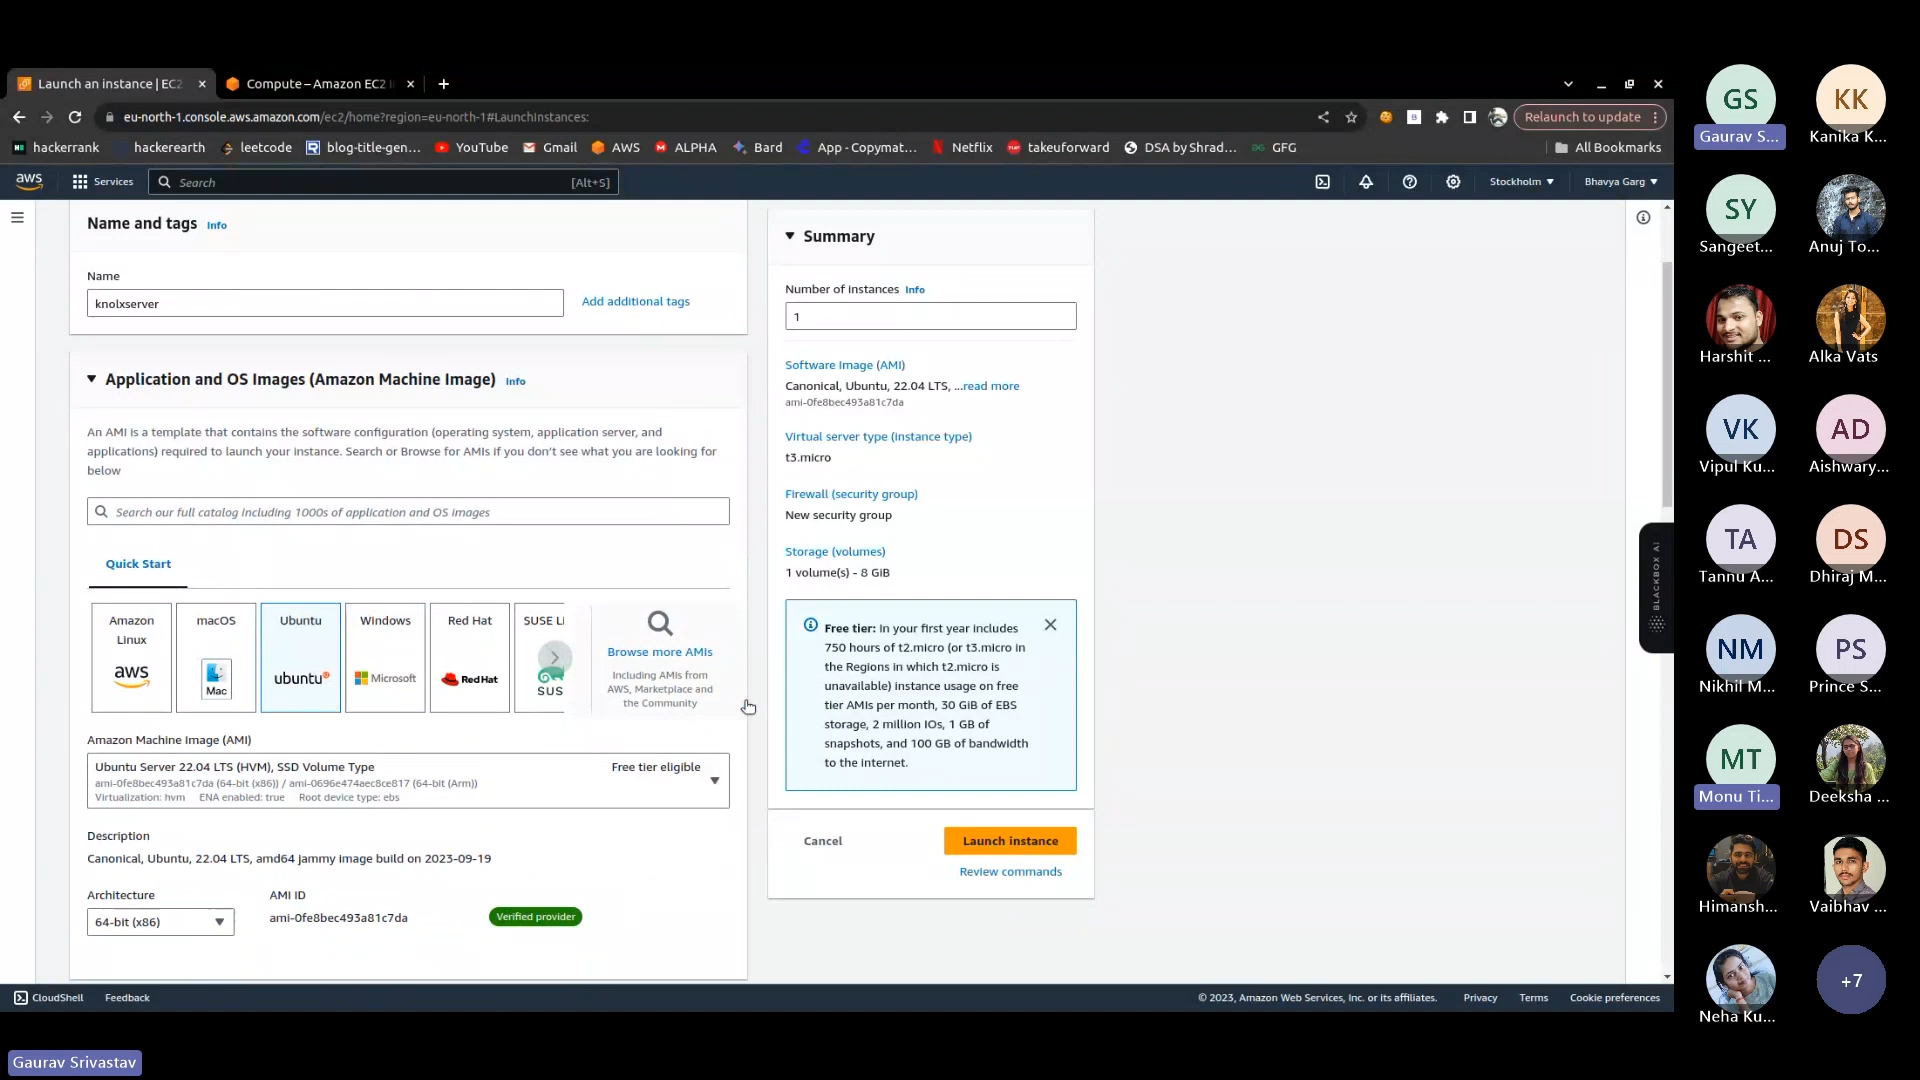 Launch an instance | EC2
Compute – Amazon EC2 I
eu-north-1.console.aws.amazon.com/ec2/home?region=eu-north-1#LaunchInstances:
Relaunch to update
hackerrank
hackerearth
leetcode
blog-title-gen...
YouTube
Gmail
AWS
ALPHA
Bard
App - Copymat...
Netflix
takeuforward
DSA by Shrad...
GFG
All Bookmarks
aws
Services
Search
[Alt+S]
Stockholm
Bhavya Garg
Name and tags Info
Name
knolxserver
Add additional tags
Application and OS Images (Amazon Machine Image) Info
An AMI is a template that contains the software configuration (operating system, application server, and
applications) required to launch your instance. Search or Browse for AMIs if you don't see what you are looking for
below
Search our full catalog including 1000s of application and OS images
Quick Start
Amazon
Linux
aws
macOS
Mac
Ubuntu
ubuntu
Windows
Microsoft
Red Hat
RedHat
SUSE Li
SUS
Browse more AMIs
Including AMIs from
AWS, Marketplace and
the Community
Amazon Machine Image (AMI)
Ubuntu Server 22.04 LTS (HVM), SSD Volume Type
Free tier eligible
ami-0fe8bec493a81c7da (64-bit (x86)) / ami-0696e474aec8ce817 (64-bit (Arm))
Virtualization: hvm ENA enabled: true Root device type: ebs
Description
Canonical, Ubuntu, 22.04 LTS, amd64 jammy image build on 2023-09-19
Architecture
64-bit (x86)
AMI ID
ami-0fe8bec493a81c7da
Verified provider
Summary
Number of instances Info
1
Software Image (AMI)
Canonical, Ubuntu, 22.04 LTS, ...read more
ami-0fe8bec493a81c7da
Virtual server type (instance type)
t3.micro
Firewall (security group)
New security group
Storage (volumes)
1 volume(s) - 8 GiB
Free tier: In your first year includes
750 hours of t2.micro (or t3.micro in
the Regions in which t2.micro is
unavailable) instance usage on free
tier AMIs per month, 30 GiB of EBS
storage, 2 million IOs, 1 GB of
snapshots, and 100 GB of bandwidth
to the internet.
Cancel
Launch instance
Review commands
BLACKBOX AI
CloudShell
Feedback
© 2023, Amazon Web Services, Inc. or its affiliates.
Privacy
Terms
Cookie preferences
GS
Gaurav S...
KK
Kanika K...
SY
Sangeet...
Anuj To...
Harshit ...
Alka Vats
VK
Vipul Ku...
AD
Aishwary...
TA
Tannu A...
DS
Dhiraj M...
NM
Nikhil M...
PS
Prince S...
MT
Monu Ti...
Deeksha ...
Himansh...
Vaibhav ...
Neha Ku...
+7
Gaurav Srivastav